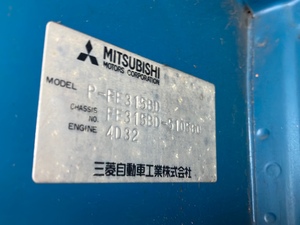 MITSUBISHI
MOTORS CORPORATION
MODEL
CHASSIS
NO.
ENGINE 4D32
三菱自動車工業株式会社